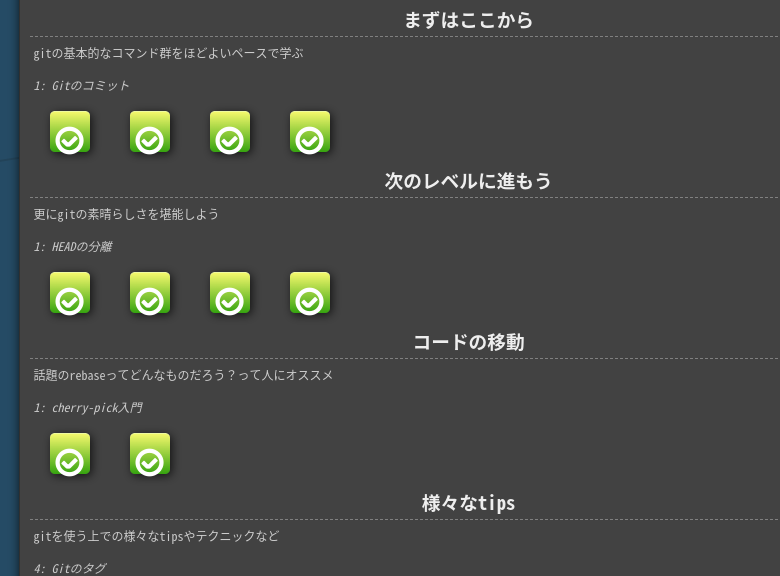 まずはここから
gitの基本的なコマンド群をほどよいペースで学ぶ
1: Gitのコミット
次のレベルに進もう
更にgitの素晴らしさを堪能しよう
1: HEADの分離
コードの移動
話題のrebaseってどんなものだろう？って人にオススメ
1: cherry-pick入門
様々なtips
gitを使う上での様々なtipsやテクニックなど
4: Gitのタグ